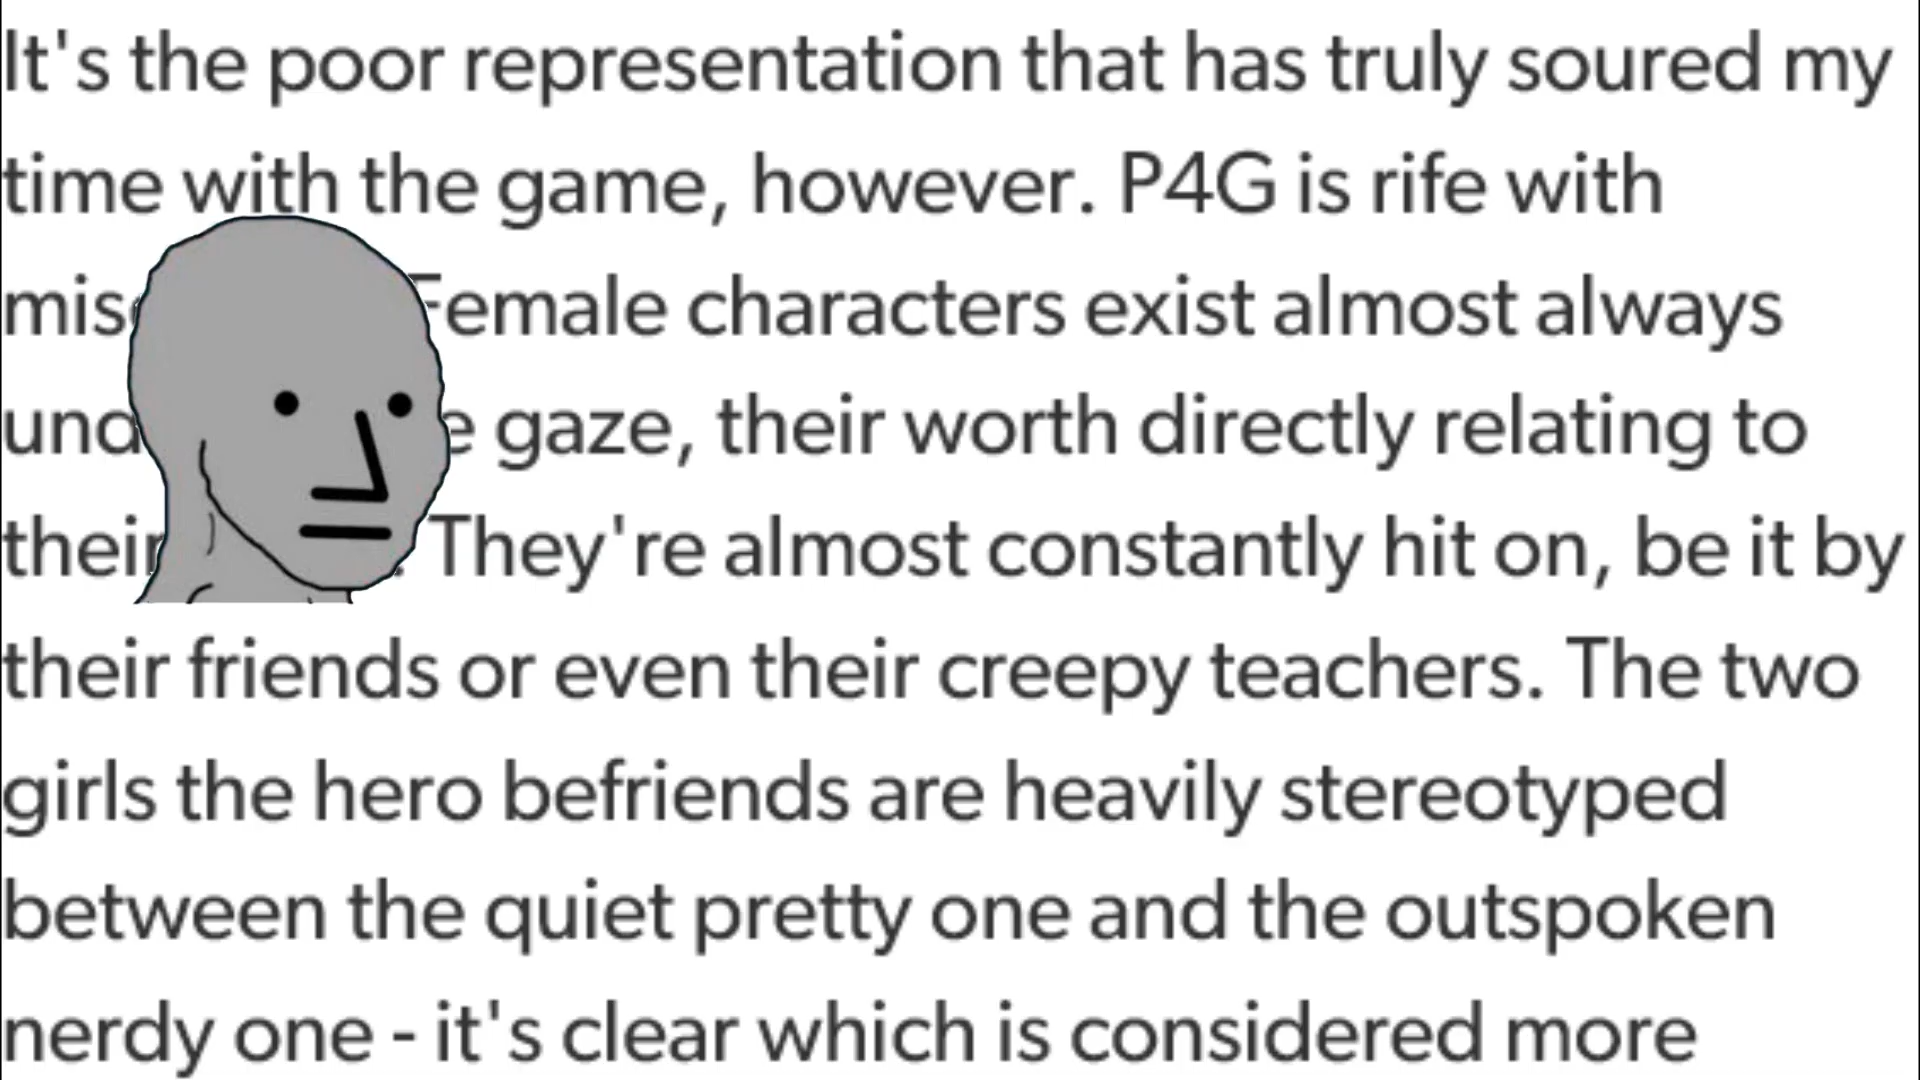 It's the poor representation that has truly soured my
time with the game, however. P4G is rife with
Female characters exist almost always
gaze, their worth directly relating to
They're almost constantly hit on, be it by
their friends or even their creepy teachers. The two
girls the hero befriends are heavily stereotyped
between the quiet pretty one and the outspoken
nerdy one - it's clear which is considered more